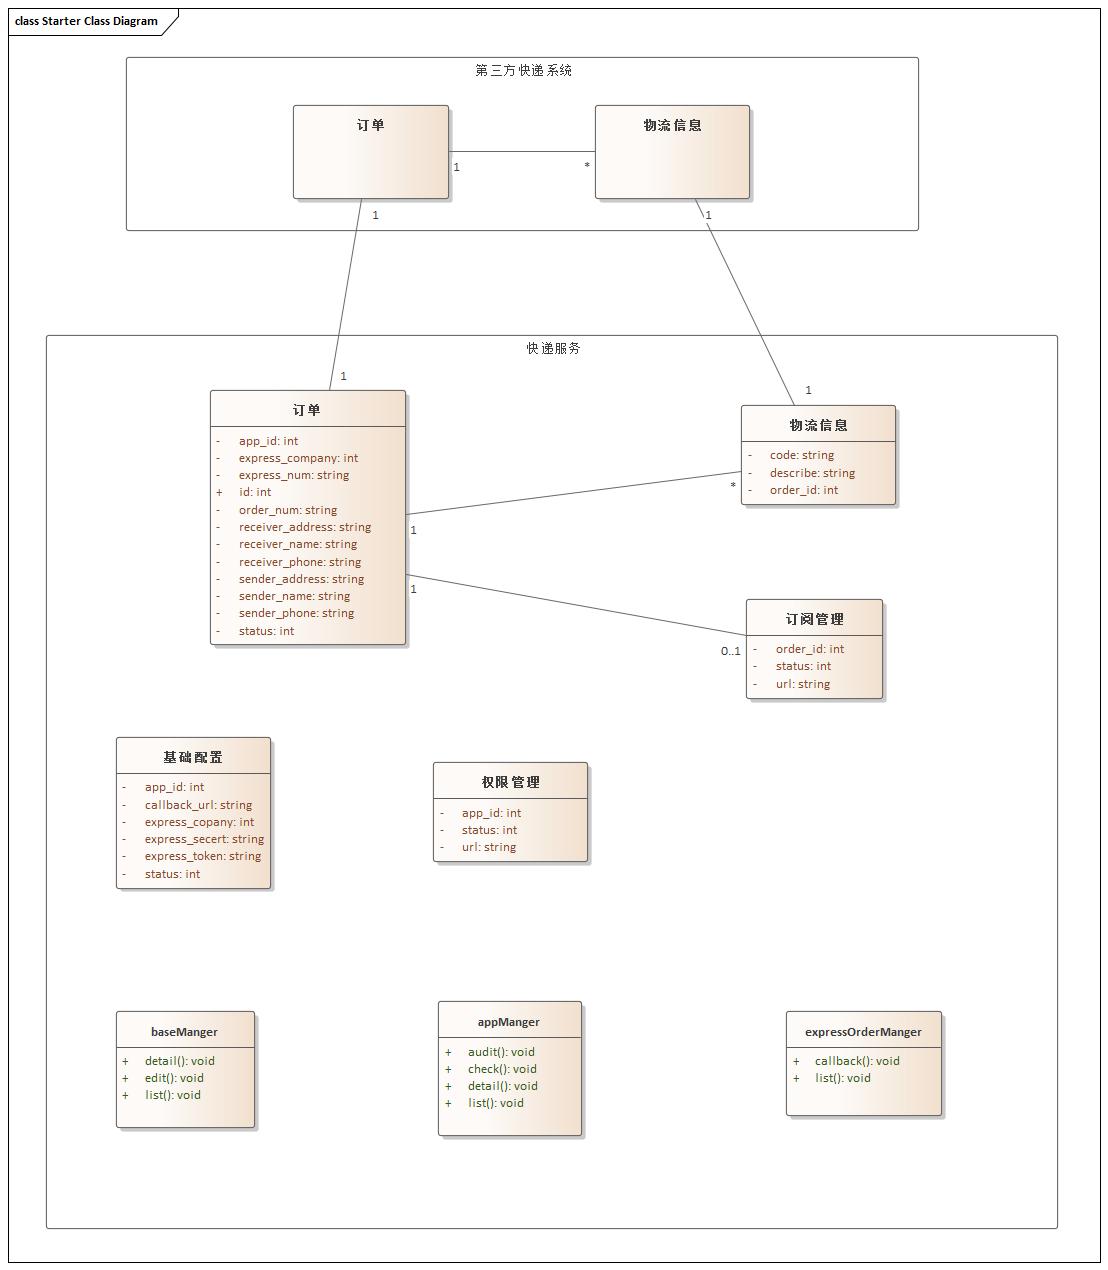 class Starter Class Diagram
第三方快递系统
订单
物流信息
1
*
1
1
快递服务
1
1
订单
- app_id: int
- express_company: int
- express_num: string
+ id: int
- order_num: string
- receiver_address: string
- receiver_name: string
- receiver_phone: string
- sender_address: string
- sender_name: string
- sender_phone: string
- status: int
物流信息
- code: string
- describe: string
- order_id: int
*
1
1
订阅管理
- order_id: int
- status: int
- url: string
0..1
基础配置
- app_id: int
- callback_url: string
- express_copany: int
- express_secert: string
- express_token: string
- status: int
权限管理
- app_id: int
- status: int
- url: string
baseManger
+ detail(): void
+ edit(): void
+ list(): void
appManger
+ audit(): void
+ check(): void
+ detail(): void
+ list(): void
expressOrderManger
+ callback(): void
+ list(): void